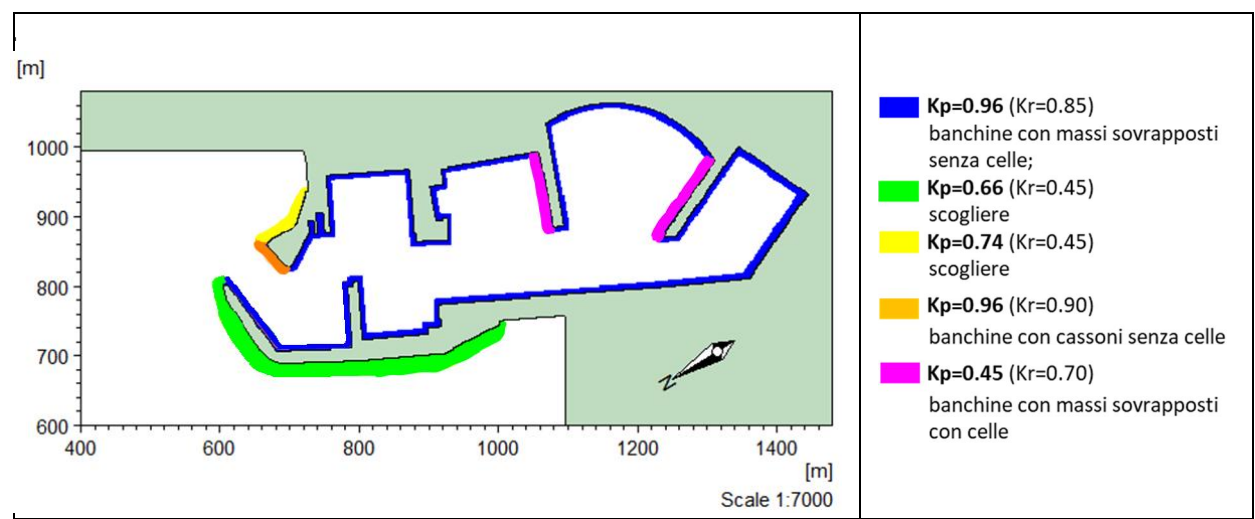 [m]
1000
900
800
700
600
400
600
800
1000
1200
1400
[m]
Scale 1:7000
N
Kp=0.96 (Kr=0.85)
banchine con massi sovrapposti
senza celle;
Kp=0.66 (Kr=0.45)
scogliere
Kp=0.74 (Kr=0.45)
scogliere
Kp=0.96 (Kr=0.90)
banchine con cassoni senza celle
Kp=0.45 (Kr=0.70)
banchine con massi sovrapposti
con celle